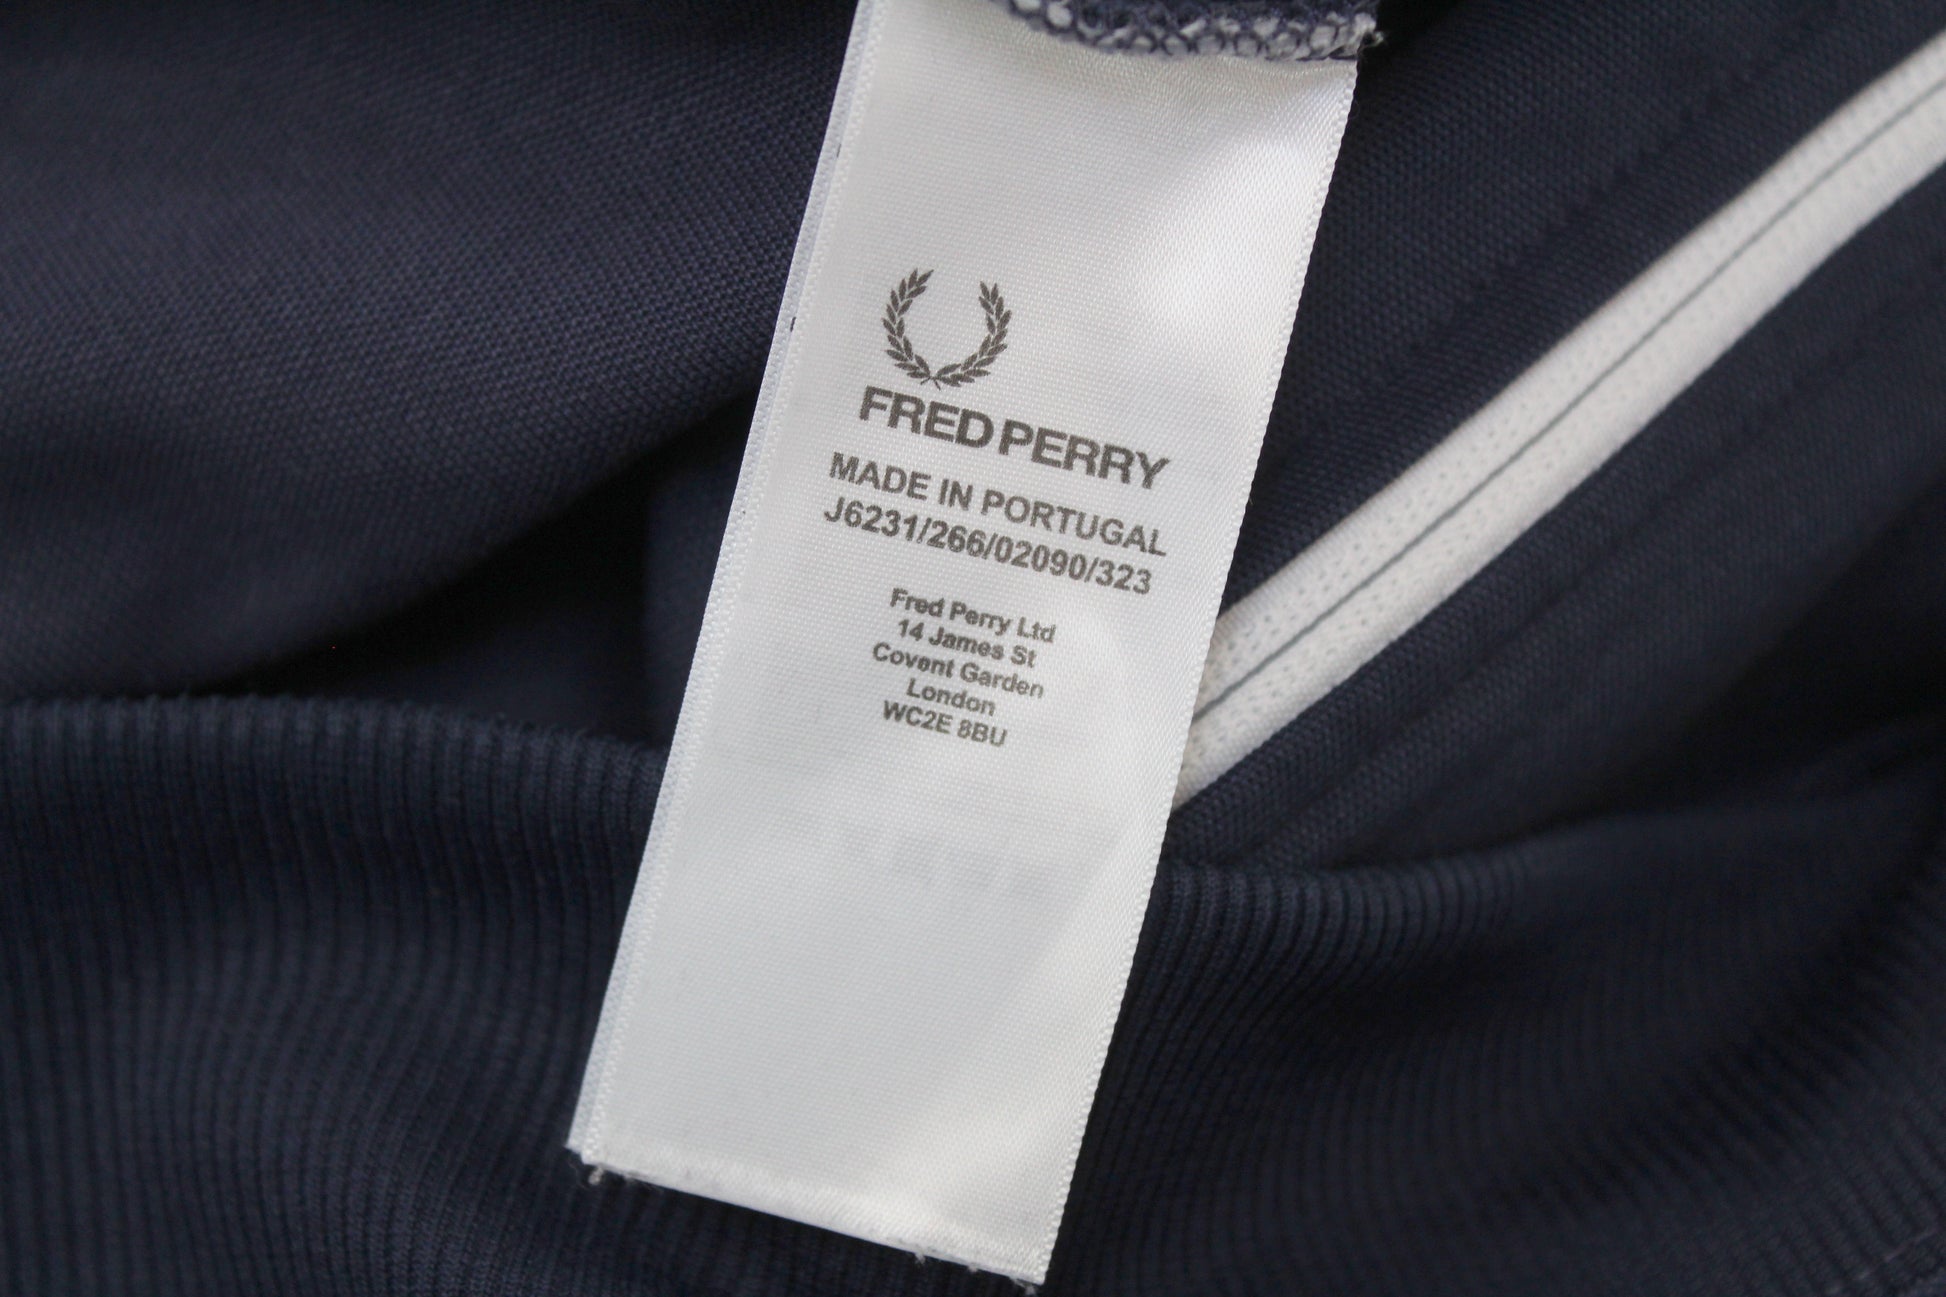 FRED PERRY
MADE IN PORTUGAL
J6231/266/02090/323
Fred Perry Ltd
14 James St
Covent Garden
London
WC2E 8BU